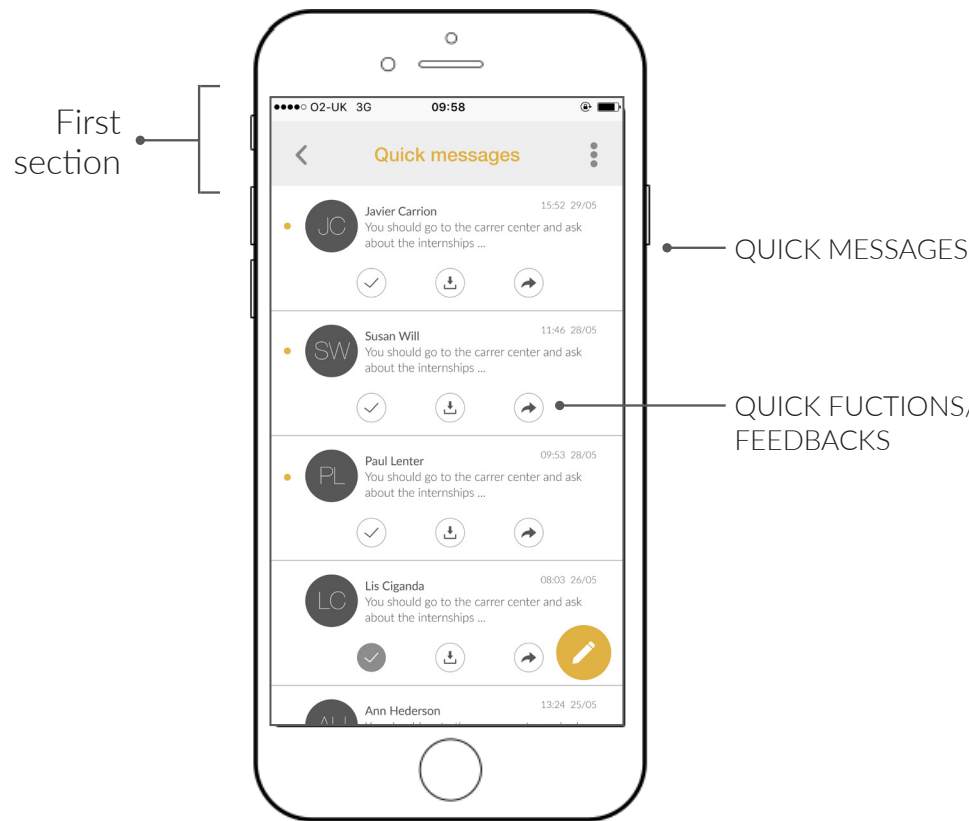 First
section
O2-UK 3G 09:58
Quick messages
JC
Javier Carrion 15:52 29/05
You should go to the carrer center and ask
about the internships ...
QUICK MESSAGES
SW
Susan Will 11:46 28/05
You should go to the carrer center and ask
about the internships ...
QUICK FUCTIONS/
FEEDBACKS
PL
Paul Lenter 09:53 28/05
You should go to the carrer center and ask
about the internships ...
LC
Lis Ciganda 08:03 26/05
You should go to the carrer center and ask
about the internships ...
Ann Hederson 13:24 25/05